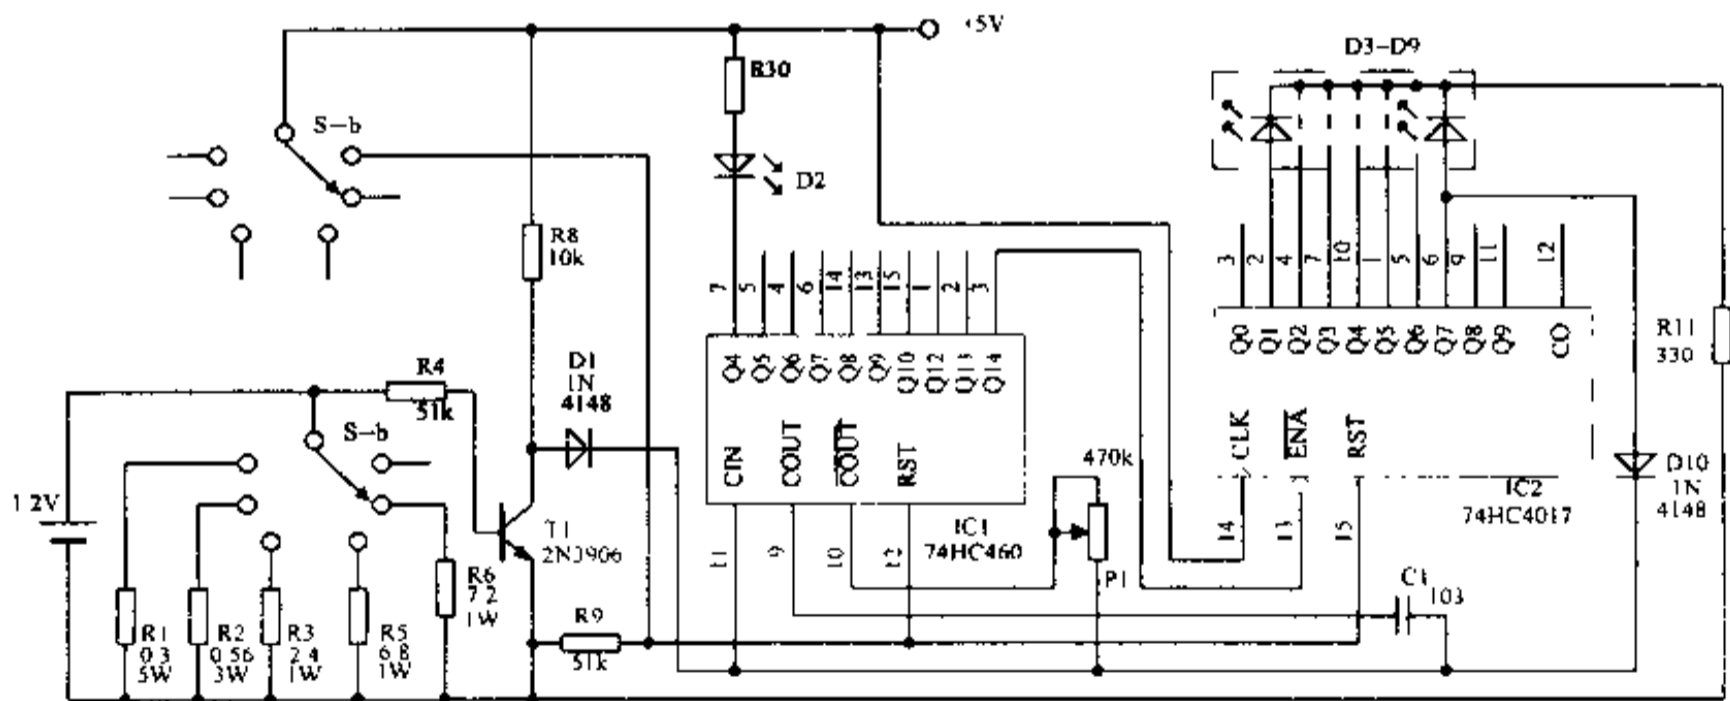 +5V
D3-D9
R30
S-b
D2
3 2 4 7 10 1 5 6 9 11 12
R8
10k
7 5 4 6 14 13 15 1 2 3
Q0 Q1 Q2 Q3 Q4 Q5 Q6 Q7 Q8 Q9 CO
R11
330
Q4 Q5 Q6 Q7 Q8 Q9 Q10 Q12 Q13 Q14
D1
1N
4148
R4
51k
S-b
CIN COUT COUT RST
CLK ENA RST
470k
D10
1N
4148
1.2V
IC2
74HC4017
T1
2N3906
IC1
74HC460
14 13 15
11 9 10 12
P1
R6
7.2
1W
C1
103
R1
0.3
5W
R2
0.56
3W
R3
2.4
1W
R5
6.8
1W
R9
51k